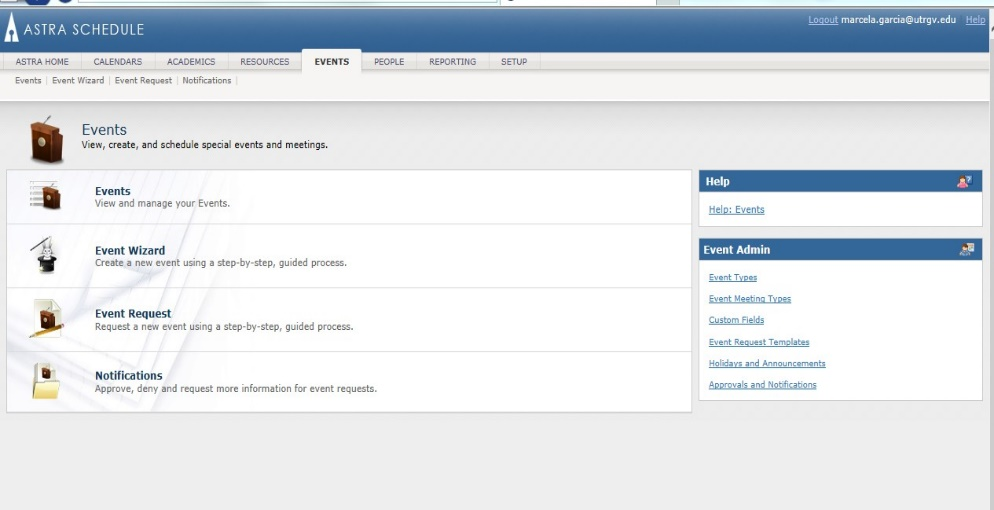 ASTRA SCHEDULE
Logout marcela.garcia@utrgv.edu Help
ASTRA HOME CALENDARS ACADEMICS RESOURCES EVENTS PEOPLE REPORTING SETUP
Events | Event Wizard | Event Request | Notifications |
Events
View, create, and schedule special events and meetings.
Events
View and manage your Events.
Event Wizard
Create a new event using a step-by-step, guided process.
Event Request
Request a new event using a step-by-step, guided process.
Notifications
Approve, deny and request more information for event requests.
Help
Help: Events
Event Admin
Event Types
Event Meeting Types
Custom Fields
Event Request Templates
Holidays and Announcements
Approvals and Notifications